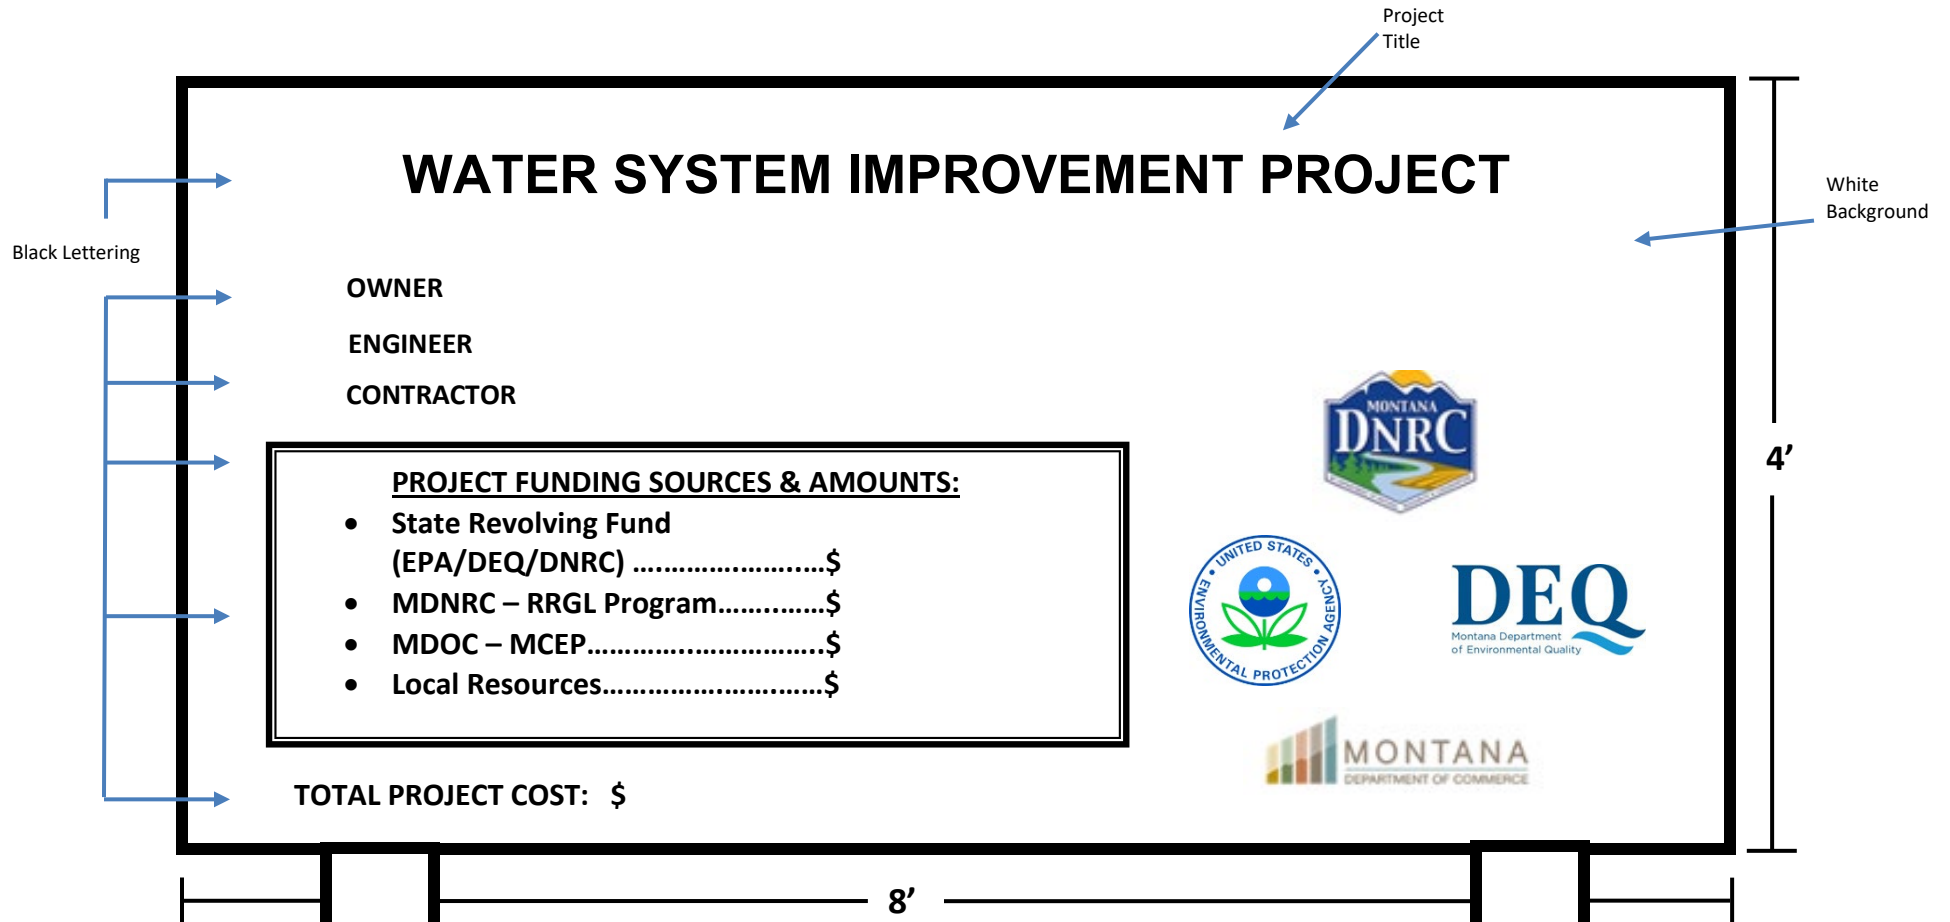 Project
Title
WATER SYSTEM IMPROVEMENT PROJECT
White
Background
Black Lettering
OWNER
ENGINEER
CONTRACTOR
MONTANA
DNRC
4’
PROJECT FUNDING SOURCES & AMOUNTS:
• State Revolving Fund
(EPA/DEQ/DNRC) ….……….……..…$
• MDNRC – RRGL Program……..……$
• MDOC – MCEP…………..……………..$
• Local Resources…………….…….……$
UNITED STATES • ENVIRONMENTAL PROTECTION AGENCY •
DEQ
Montana Department
of Environmental Quality
MONTANA
DEPARTMENT OF COMMERCE
TOTAL PROJECT COST: $
8’